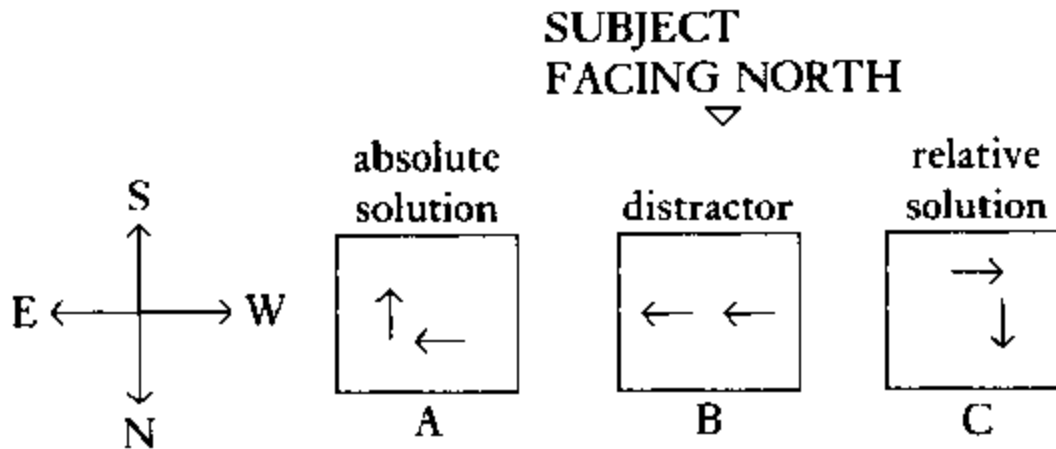 SUBJECT
FACING NORTH
absolute
solution
distractor
relative
solution
S
E
W
N
A
B
C